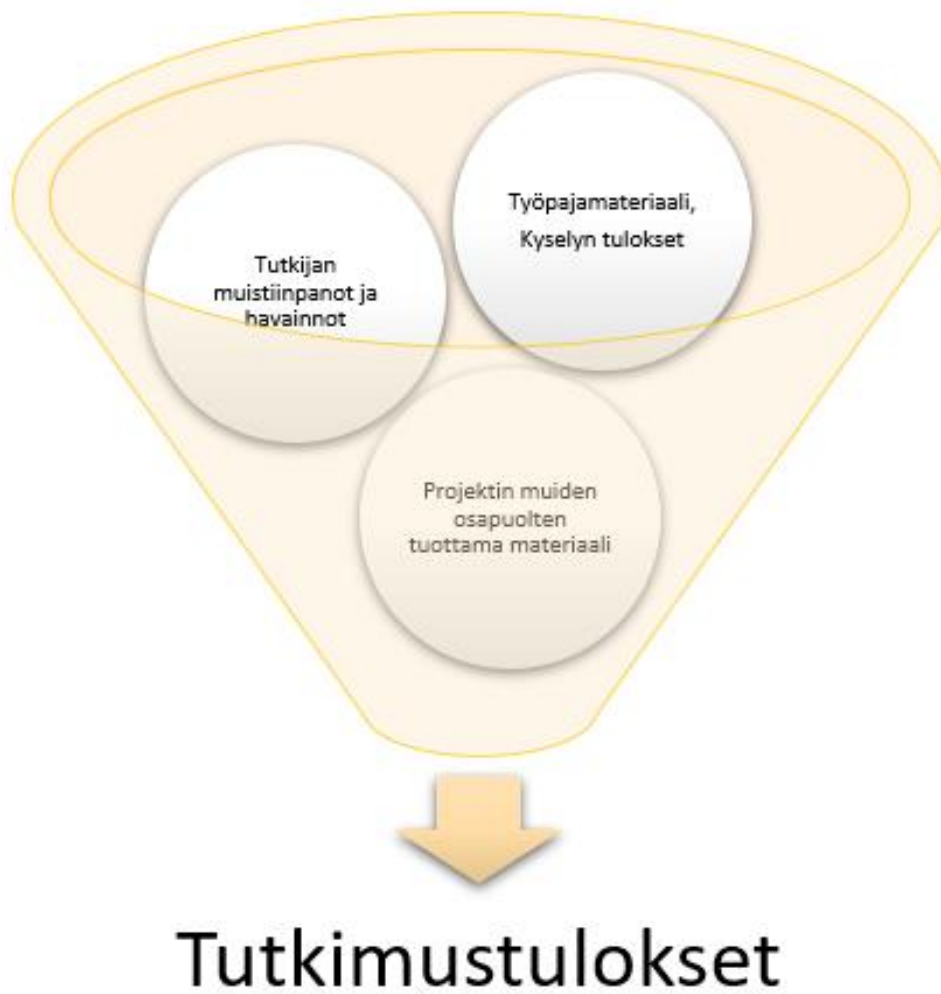 Työpajamateriaali,
Kyselyn tulokset
Tutkijan
muistiinpanot ja
havainnot
Projektin muiden
osapuolten
tuottama materiaali
Tutkimustulokset